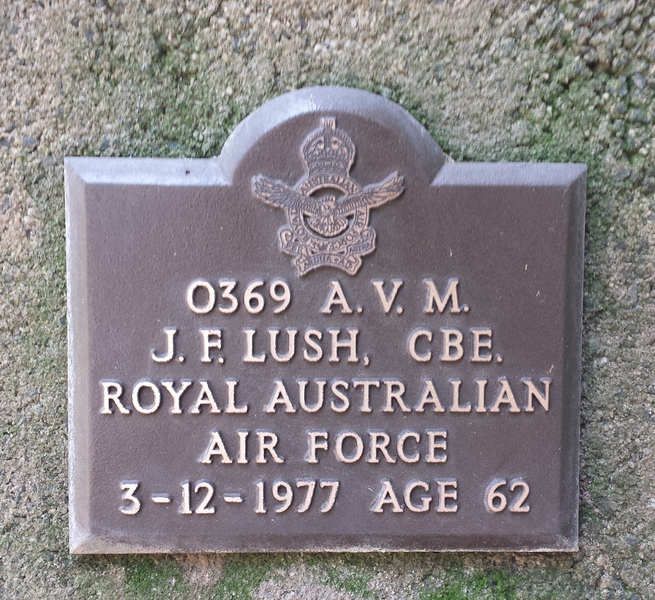 0369 A. V. M.
J. F. LUSH, CBE.
ROYAL AUSTRALIAN
AIR FORCE
3-12-1977 AGE 62